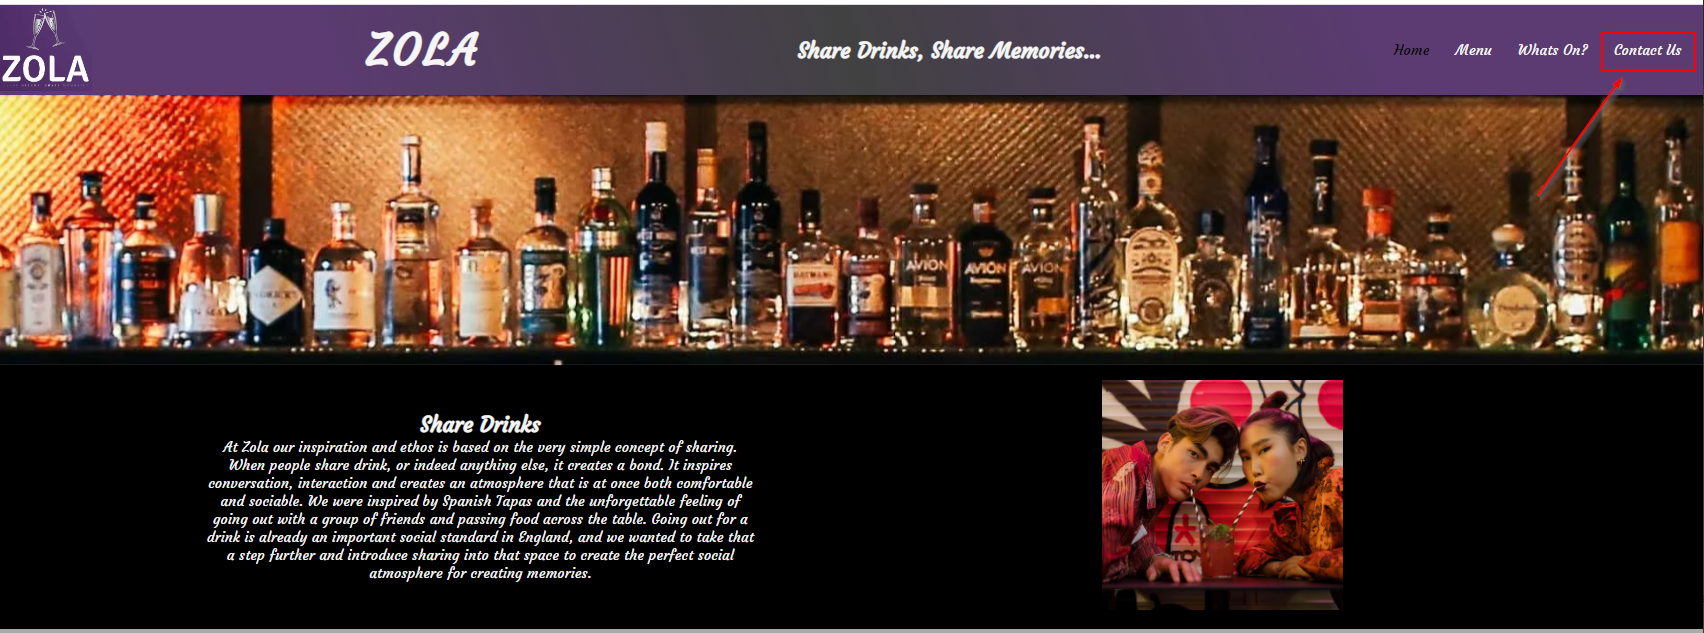 ZOLA
ZOLA
Share Drinks, Share Memories...
Home
Menu
Whats On?
Contact Us
AVION
AVION
AVION
Share Drinks
At Zola our inspiration and ethos is based on the very simple concept of sharing.
When people share drink, or indeed anything else, it creates a bond. It inspires
conversation, interaction and creates an atmosphere that is at once both comfortable
and sociable. We were inspired by Spanish Tapas and the unforgettable feeling of
going out with a group of friends and passing food across the table. Going out for a
drink is already an important social standard in England, and we wanted to take that
a step further and introduce sharing into that space to create the perfect social
atmosphere for creating memories.